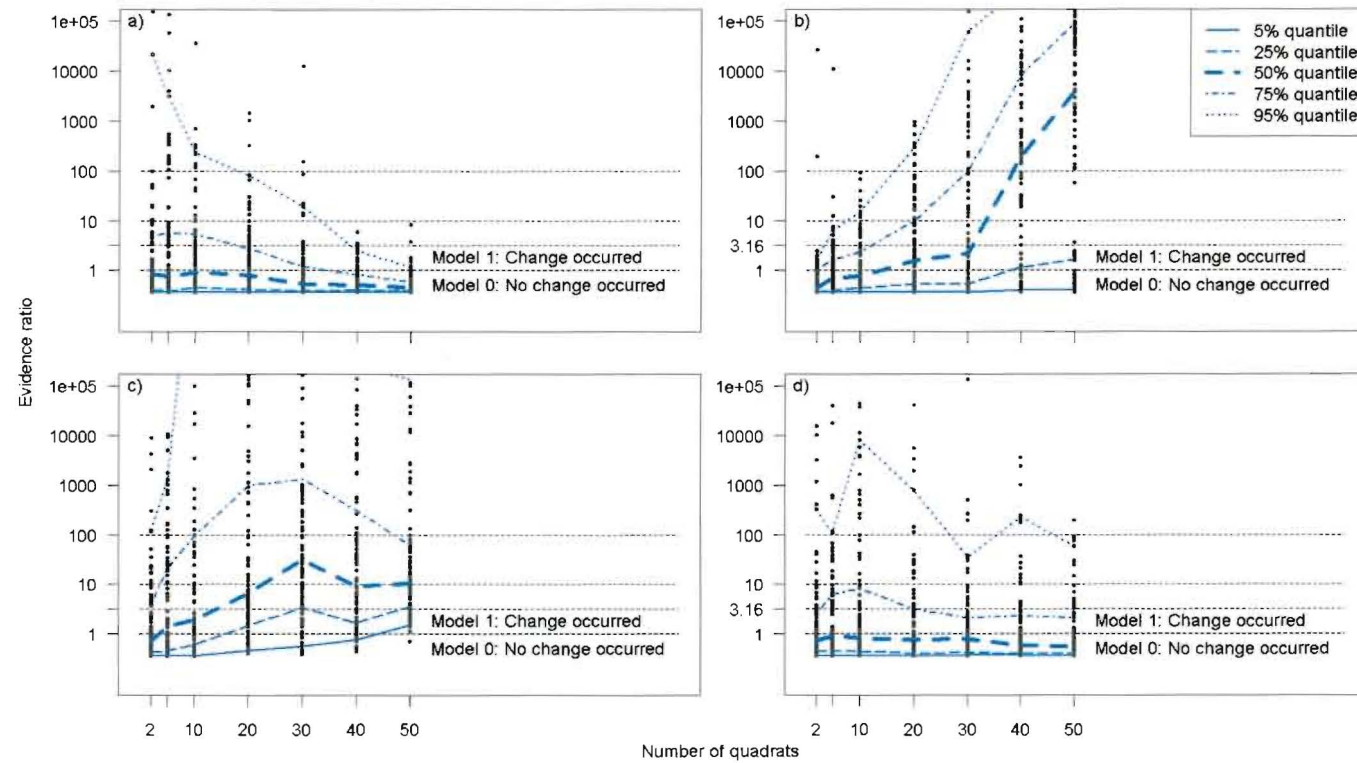 a)
1e+05
10000
1000
100
10
1
Model 1: Change occurred
Model 0: No change occurred
b)
1e+05
10000
1000
100
10
3.16
1
Model 1: Change occurred
Model 0: No change occurred
5% quantile
25% quantile
50% quantile
75% quantile
95% quantile
Evidence ratio
c)
1e+05
10000
1000
100
10
1
Model 1: Change occurred
Model 0: No change occurred
2 10 20 30 40 50
d)
1e+05
10000
1000
100
10
3.16
1
Model 1: Change occurred
Model 0: No change occurred
2 10 20 30 40 50
Number of quadrats